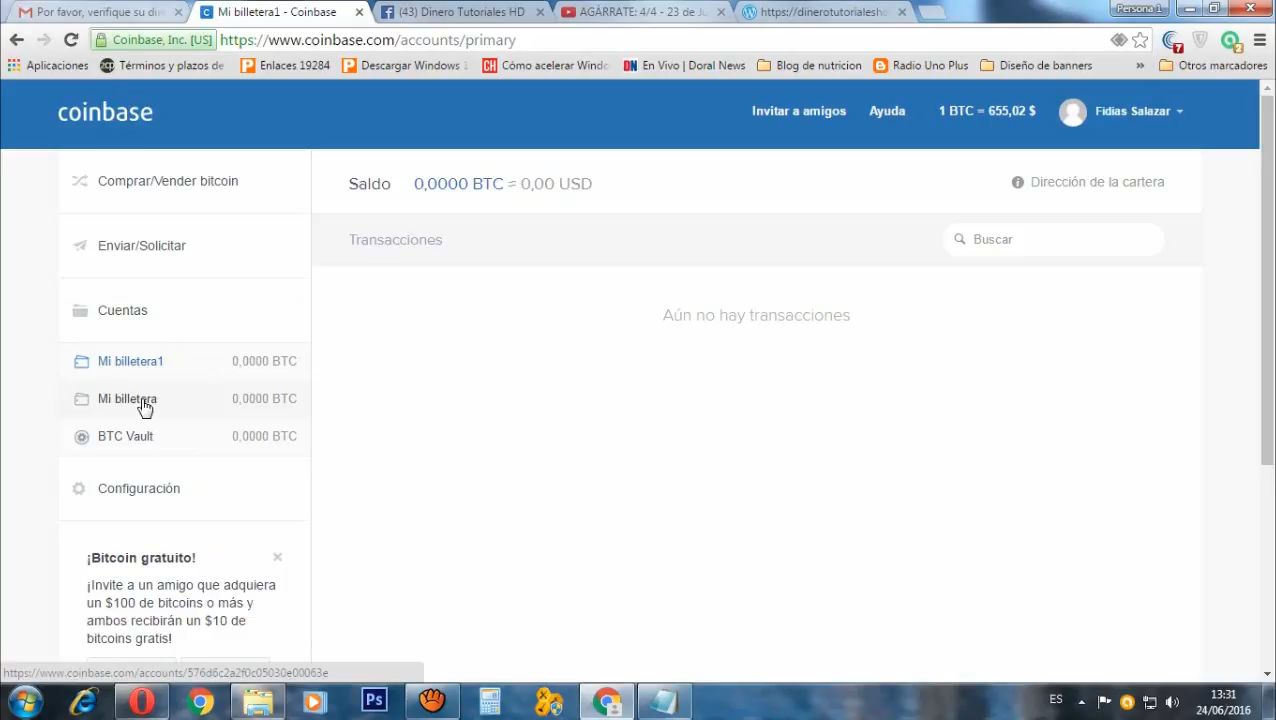 Por favor, verifique su di
Mi billetera1 - Coinbase
(43) Dinero Tutoriales HD
AGÁRRATE: 4/4 - 23 de Ju
https://dinerotutorialesho
Persona 1
Coinbase, Inc. [US]
https://www.coinbase.com/accounts/primary
7
2
Aplicaciones
Términos y plazos de
Enlaces 19284
Descargar Windows
Cómo acelerar Windo
En Vivo | Doral News
Blog de nutricion
Radio Uno Plus
Diseño de banners
»
Otros marcadores
coinbase
Invitar a amigos
Ayuda
1 BTC = 655,02 $
Fidias Salazar
Comprar/Vender bitcoin
Saldo
0,0000 BTC = 0,00 USD
Dirección de la cartera
Enviar/Solicitar
Transacciones
Buscar
Cuentas
Aún no hay transacciones
Mi billetera1
0,0000 BTC
Mi billetera
0,0000 BTC
BTC Vault
0,0000 BTC
Configuración
¡Bitcoin gratuito!
¡Invite a un amigo que adquiera
un $100 de bitcoins o más y
ambos recibirán un $10 de
bitcoins gratis!
https://www.coinbase.com/accounts/576d6c2a2f0c05030e00063e
Ps
ES
13:31
24/06/2016